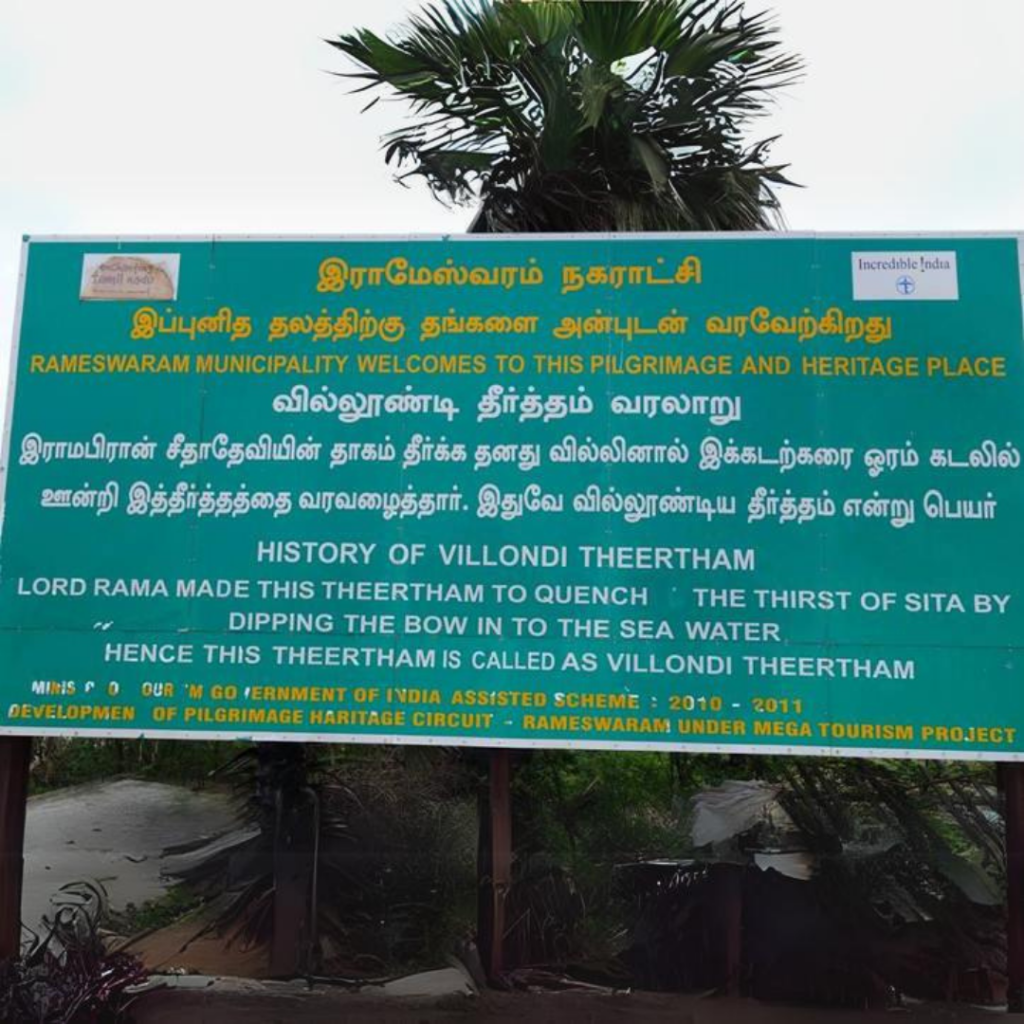 Incredible !ndia
இராமேஸ்வரம் நகராட்சி
இப்புனித தலத்திற்கு தங்களை அன்புடன் வரவேற்கிறது
RAMESWARAM MUNICIPALITY WELCOMES TO THIS PILGRIMAGE AND HERITAGE PLACE
வில்லூண்டி தீர்த்தம் வரலாறு
இராமபிரான் சீதாதேவியின் தாகம் தீர்க்க தனது வில்லினால் இக்கடற்கரை ஓரம் கடலில்
ஊன்றி இத்தீர்த்தத்தை வரவழைத்தார். இதுவே வில்லூண்டிய தீர்த்தம் என்று பெயர்
HISTORY OF VILLONDI THEERTHAM
LORD RAMA MADE THIS THEERTHAM TO QUENCH THE THIRST OF SITA BY
DIPPING THE BOW IN TO THE SEA WATER
HENCE THIS THEERTHAM IS CALLED AS VILLONDI THEERTHAM
OF INDIA ASSISTED SCHEME : 2010 - 2011
OF PILGRIMAGE HARITAGE CIRCUIT - RAMESWARAM UNDER MEGA TOURISM PROJECT